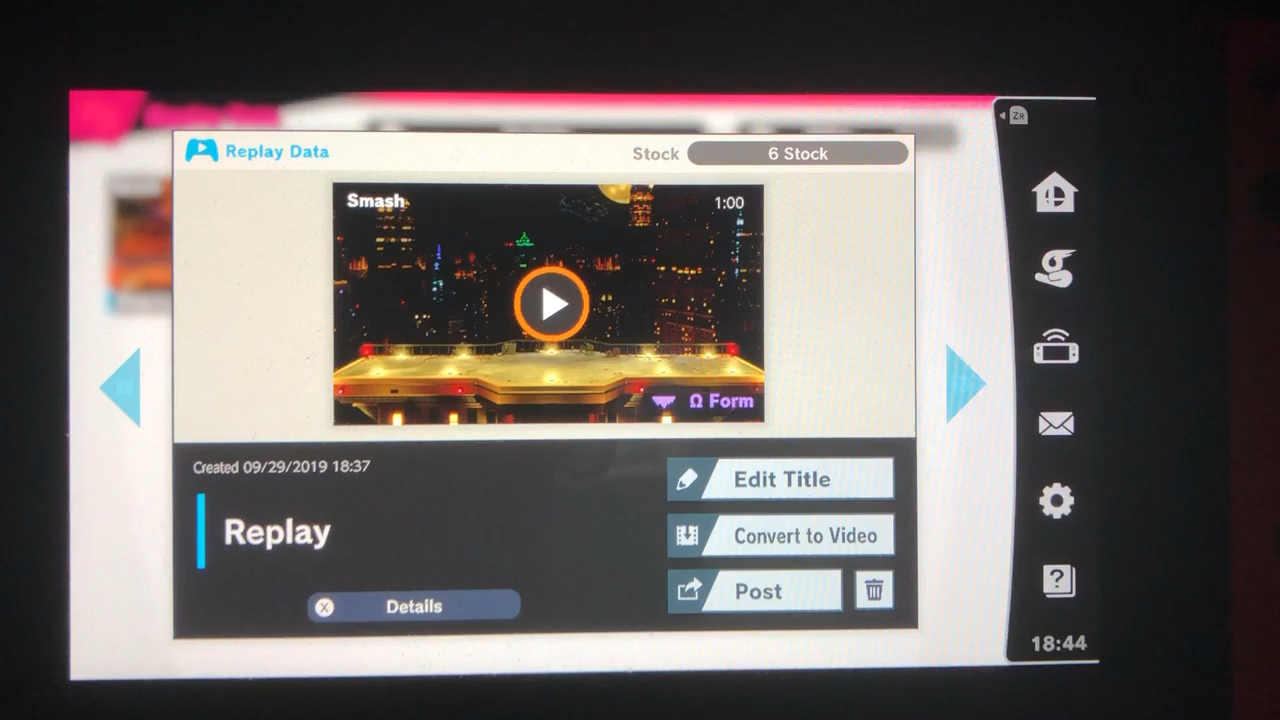 ZR
Replay Data
Stock
6 Stock
Smash
1:00
Ω Form
Created 09/29/2019 18:37
Replay
X Details
Edit Title
Convert to Video
Post
?
18:44